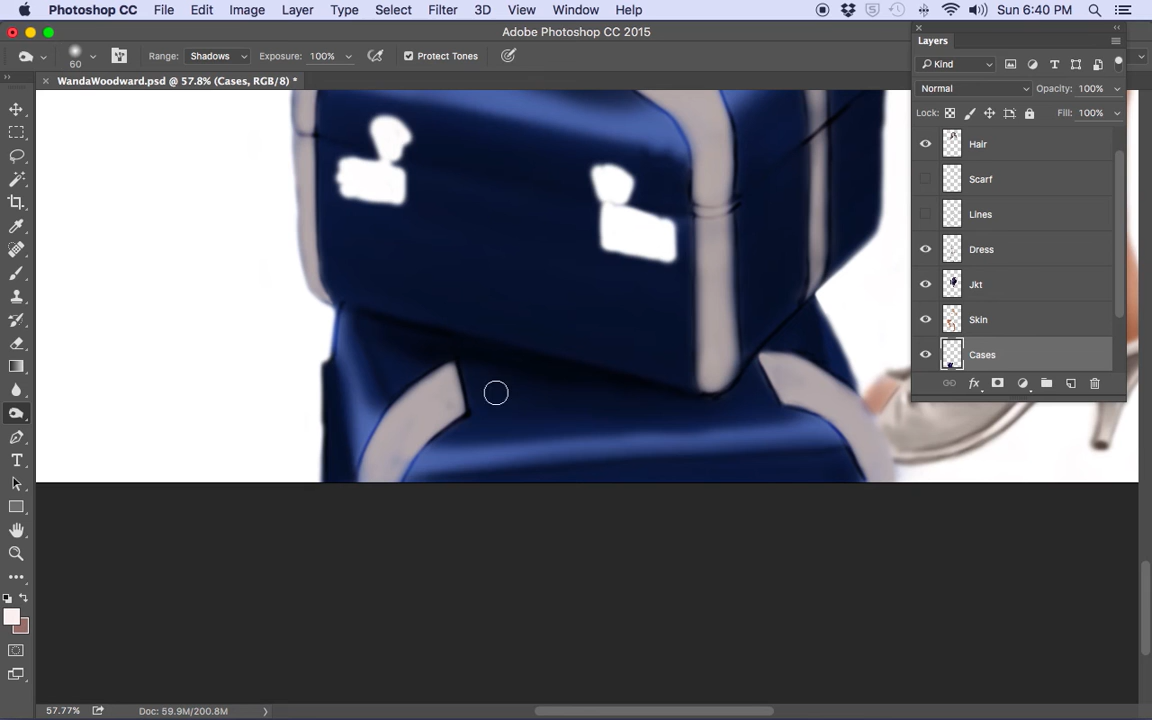 Photoshop CC File Edit Image Layer Type Select Filter 3D View Window Help Sun 6:40 PM
Adobe Photoshop CC 2015
60 Range: Shadows Exposure: 100% Protect Tones
WandaWoodward.psd @ 57.8% (Cases, RGB/8) *
Layers
Kind
Normal Opacity: 100%
Lock: Fill: 100%
Hair
Scarf
Lines
Dress
Jkt
Skin
Cases
fx
57.77% Doc: 59.9M/200.8M